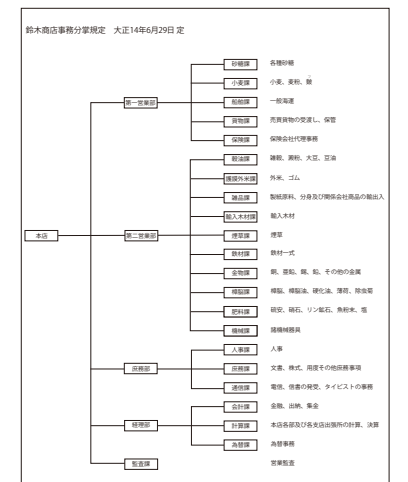 鈴木商店事務分掌規定　大正14年6月29日 定
本店
第一営業部
砂糖課　各種砂糖
小麦課　小麦、麦粉、麩
船舶課　一般海運
貨物課　売買貨物の受渡し、保管
保険課　保険会社代理事務
第二営業部
穀油課　雑穀、澱粉、大豆、豆油
護謨外米課　外米、ゴム
雑品課　製紙原料、分身及び関係会社商品の輸出入
輸入木材課　輸入木材
煙草課　煙草
鉄材課　鉄材一式
金物課　銅、亜鉛、錫、鉛、その他の金属
樟脳課　樟脳、樟脳油、硬化油、薄荷、除虫菊
肥料課　硫安、硝石、リン鉱石、魚粉末、塩
機械課　諸機械器具
庶務部
人事課　人事
庶務課　文書、株式、用度その他庶務事項
通信課　電信、信書の発受、タイピストの事務
経理部
会計課　金融、出納、集金
計算課　本店各部及び各支店出張所の計算、決算
為替課　為替事務
監査課　営業監査